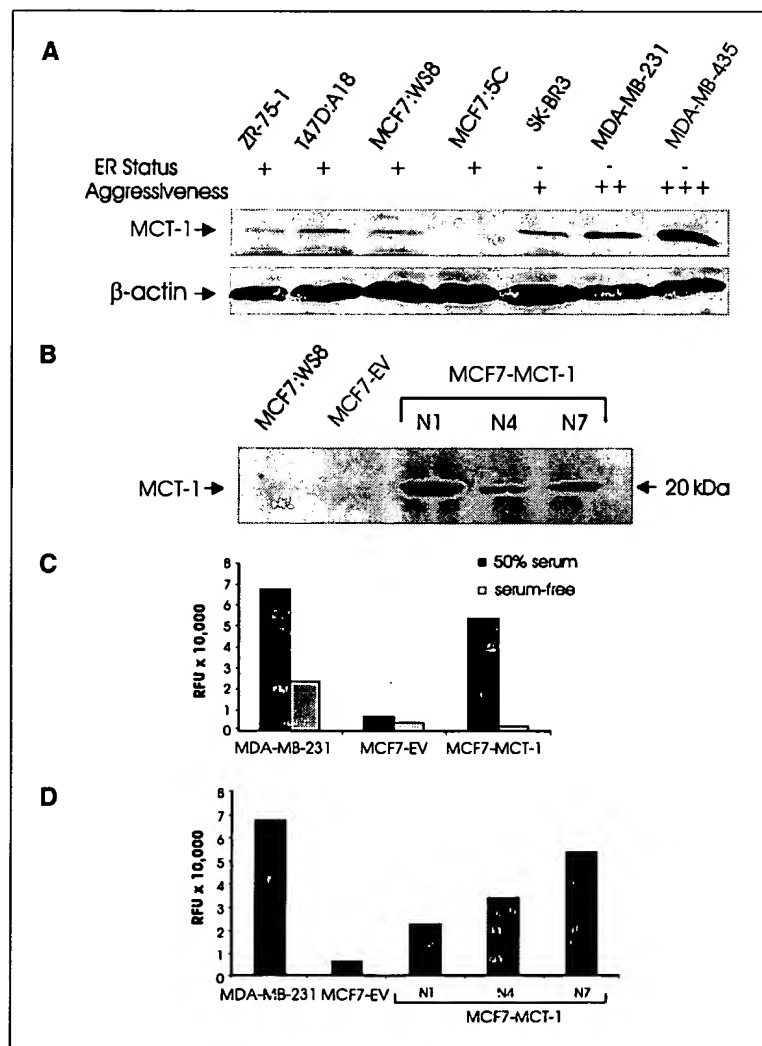 A
ZR-75-1
T47D:A18
MCF7:WS8
MCF7:5C
SK-BR3
MDA-MB-231
MDA-MB-435
ER Status + + + + - - -
Aggressiveness + ++ +++
MCT-1
β-actin
B
MCF7:WS8
MCF7-EV
MCF7-MCT-1
N1 N4 N7
MCT-1 20 kDa
C
50% serum
serum-free
RFU x 10,000
8
7
6
5
4
3
2
1
0
MDA-MB-231 MCF7-EV MCF7-MCT-1
D
RFU x 10,000
8
7
6
5
4
3
2
1
0
MDA-MB-231 MCF7-EV N1 N4 N7
MCF7-MCT-1